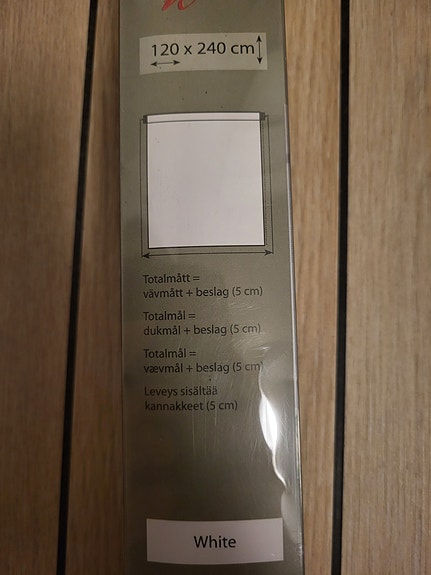 120 x 240 cm
Totalmått =
vävmått + beslag (5 cm)
Totalmål =
dukmål + beslag (5 cm)
Totalmål =
vævmål + beslag (5 cm)
Leveys sisältää
kannakkeet (5 cm)
White